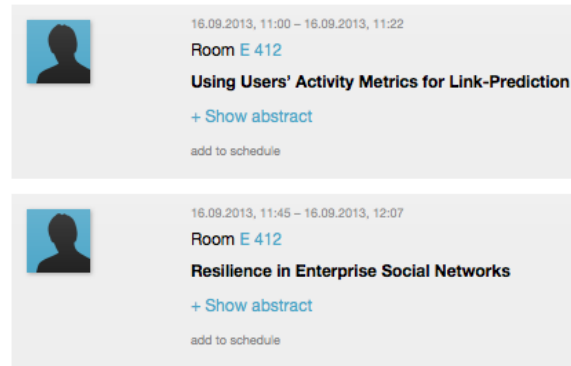 16.09.2013, 11:00 – 16.09.2013, 11:22
Room E 412
Using Users' Activity Metrics for Link-Prediction
+ Show abstract
add to schedule
16.09.2013, 11:45 – 16.09.2013, 12:07
Room E 412
Resilience in Enterprise Social Networks
+ Show abstract
add to schedule